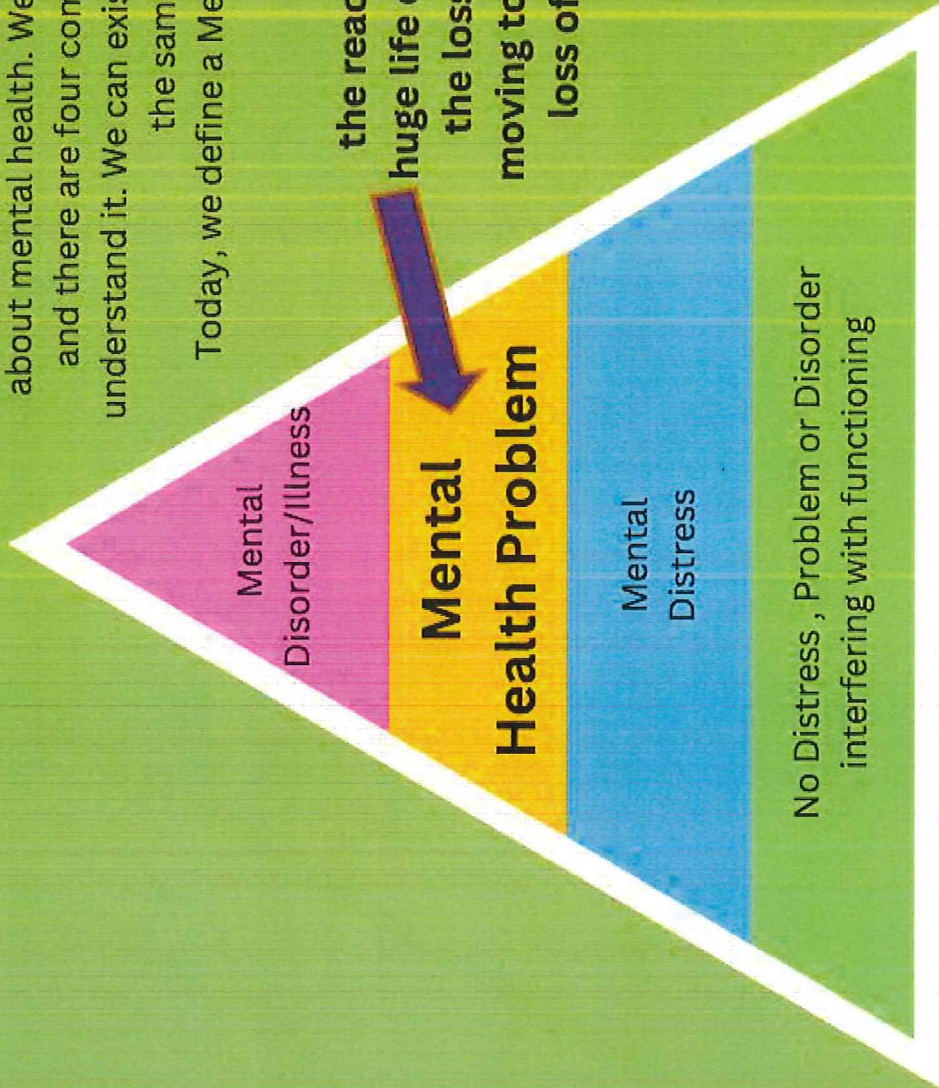 about mental health. We
and there are four com
understand it. We can exis
the sam
Today, we define a Me
the reac
huge life
the loss
moving to
loss of
Mental
Disorder/Illness
Mental
Health Problem
Mental
Distress
No Distress , Problem or Disorder
interfering with functioning